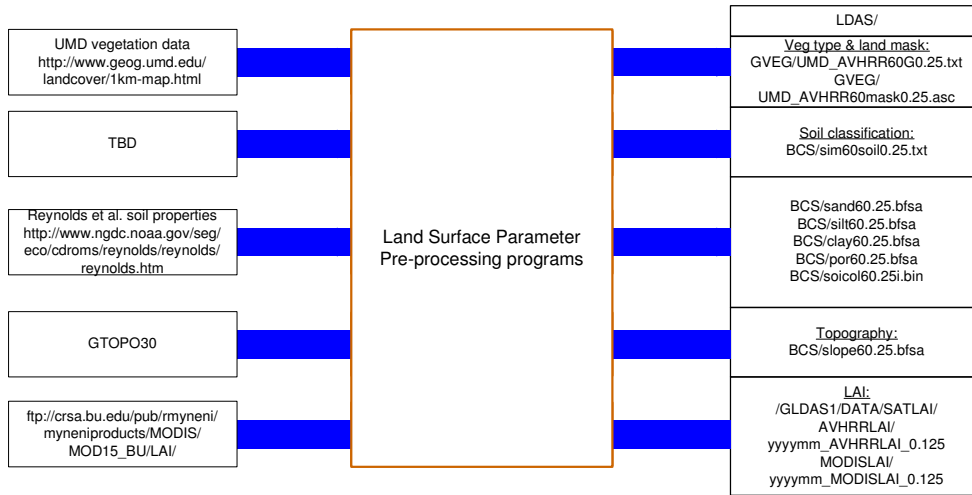 UMD vegetation data
http://www.geog.umd.edu/
landcover/1km-map.html
TBD
Reynolds et al. soil properties
http://www.ngdc.noaa.gov/seg/
eco/cdroms/reynolds/reynolds/
reynolds.htm
GTOPO30
ftp://crsa.bu.edu/pub/rmyneni/
myneniproducts/MODIS/
MOD15_BU/LAI/
Land Surface Parameter
Pre-processing programs
LDAS/
Veg type & land mask:
GVEG/UMD_AVHRR60G0.25.txt
GVEG/
UMD_AVHRR60mask0.25.asc
Soil classification:
BCS/sim60soil0.25.txt
BCS/sand60.25.bfsa
BCS/silt60.25.bfsa
BCS/clay60.25.bfsa
BCS/por60.25.bfsa
BCS/soicol60.25i.bin
Topography:
BCS/slope60.25.bfsa
LAI:
/GLDAS1/DATA/SATLAI/
AVHRRLAI/
yyyymm_AVHRRLAI_0.125
MODISLAI/
yyyymm_MODISLAI_0.125